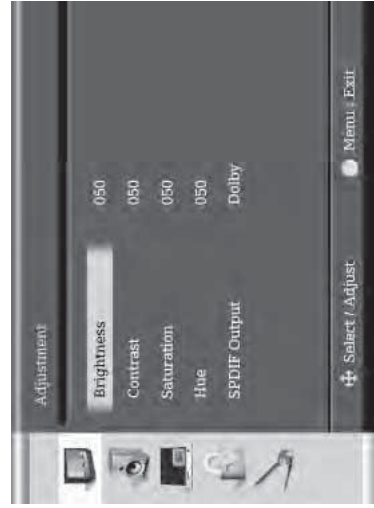 Adjustment
Brightness 050
Contrast 050
Saturation 050
Hue 050
SPDIF Output Dolby
Select / Adjust Menu : Exit